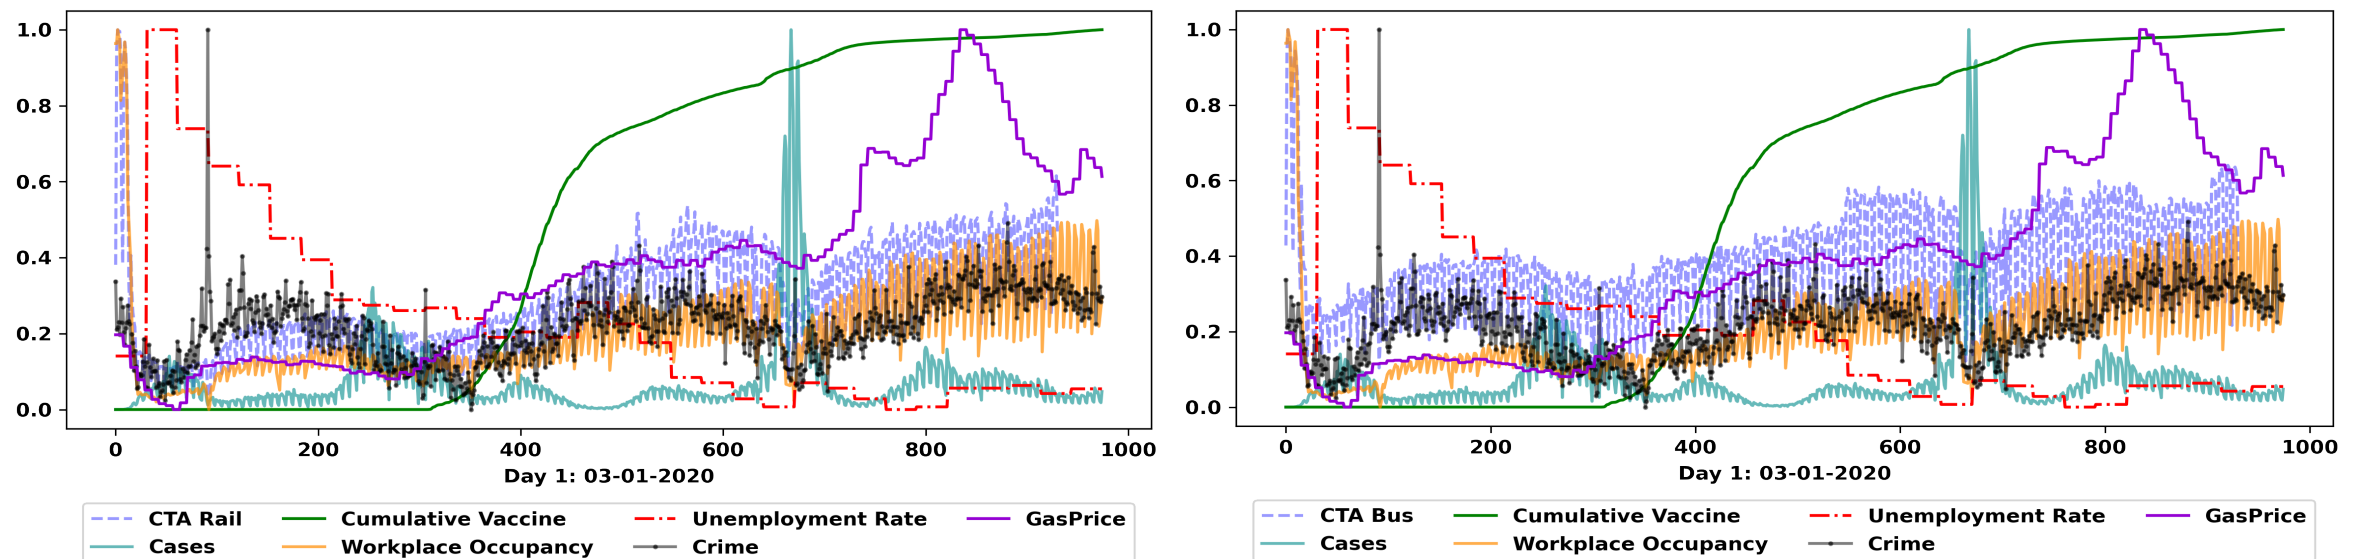 1.0
0.8
0.6
0.4
0.2
0.0
0 200 400 600 800 1000
Day 1: 03-01-2020
CTA Rail Cumulative Vaccine Unemployment Rate GasPrice
Cases Workplace Occupancy Crime
1.0
0.8
0.6
0.4
0.2
0.0
0 200 400 600 800 1000
Day 1: 03-01-2020
CTA Bus Cumulative Vaccine Unemployment Rate GasPrice
Cases Workplace Occupancy Crime